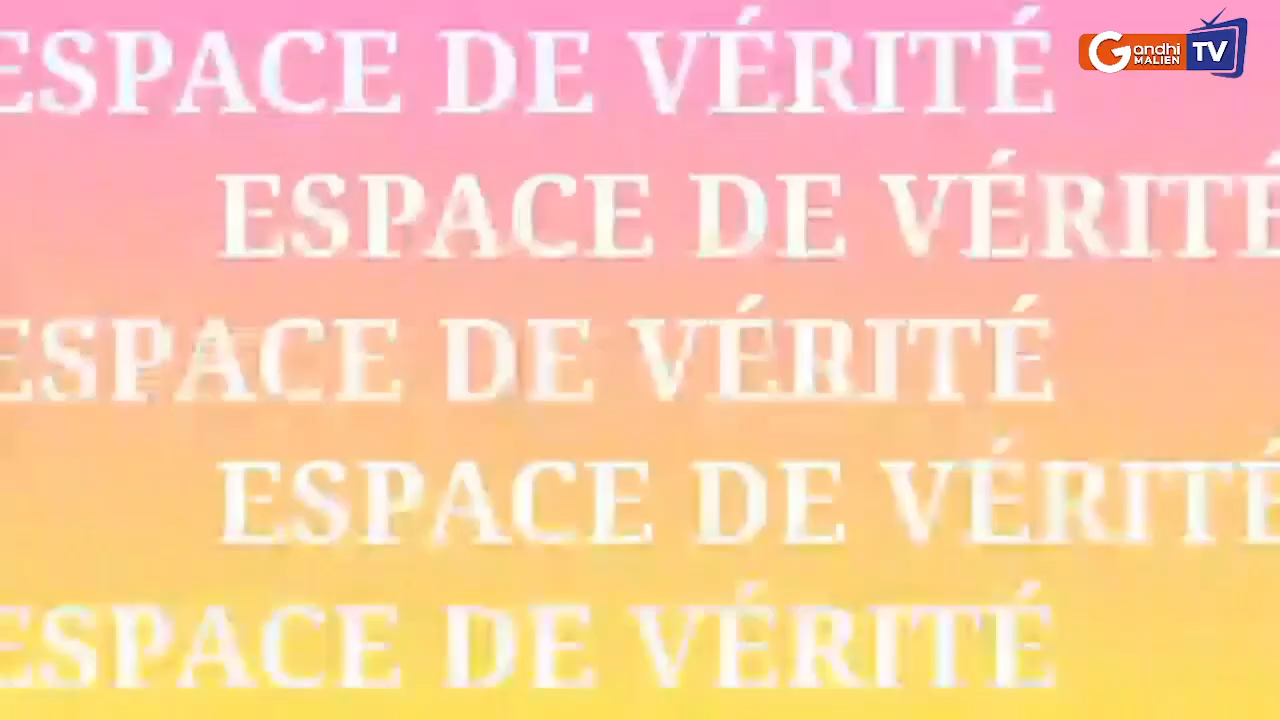 ESPACE DE VÉRITÉ
Gandhi
MALIEN
TV
ESPACE DE VÉRITÉ
ESPACE DE VÉRITÉ
ESPACE DE VÉRITÉ
ESPACE DE VÉRITÉ